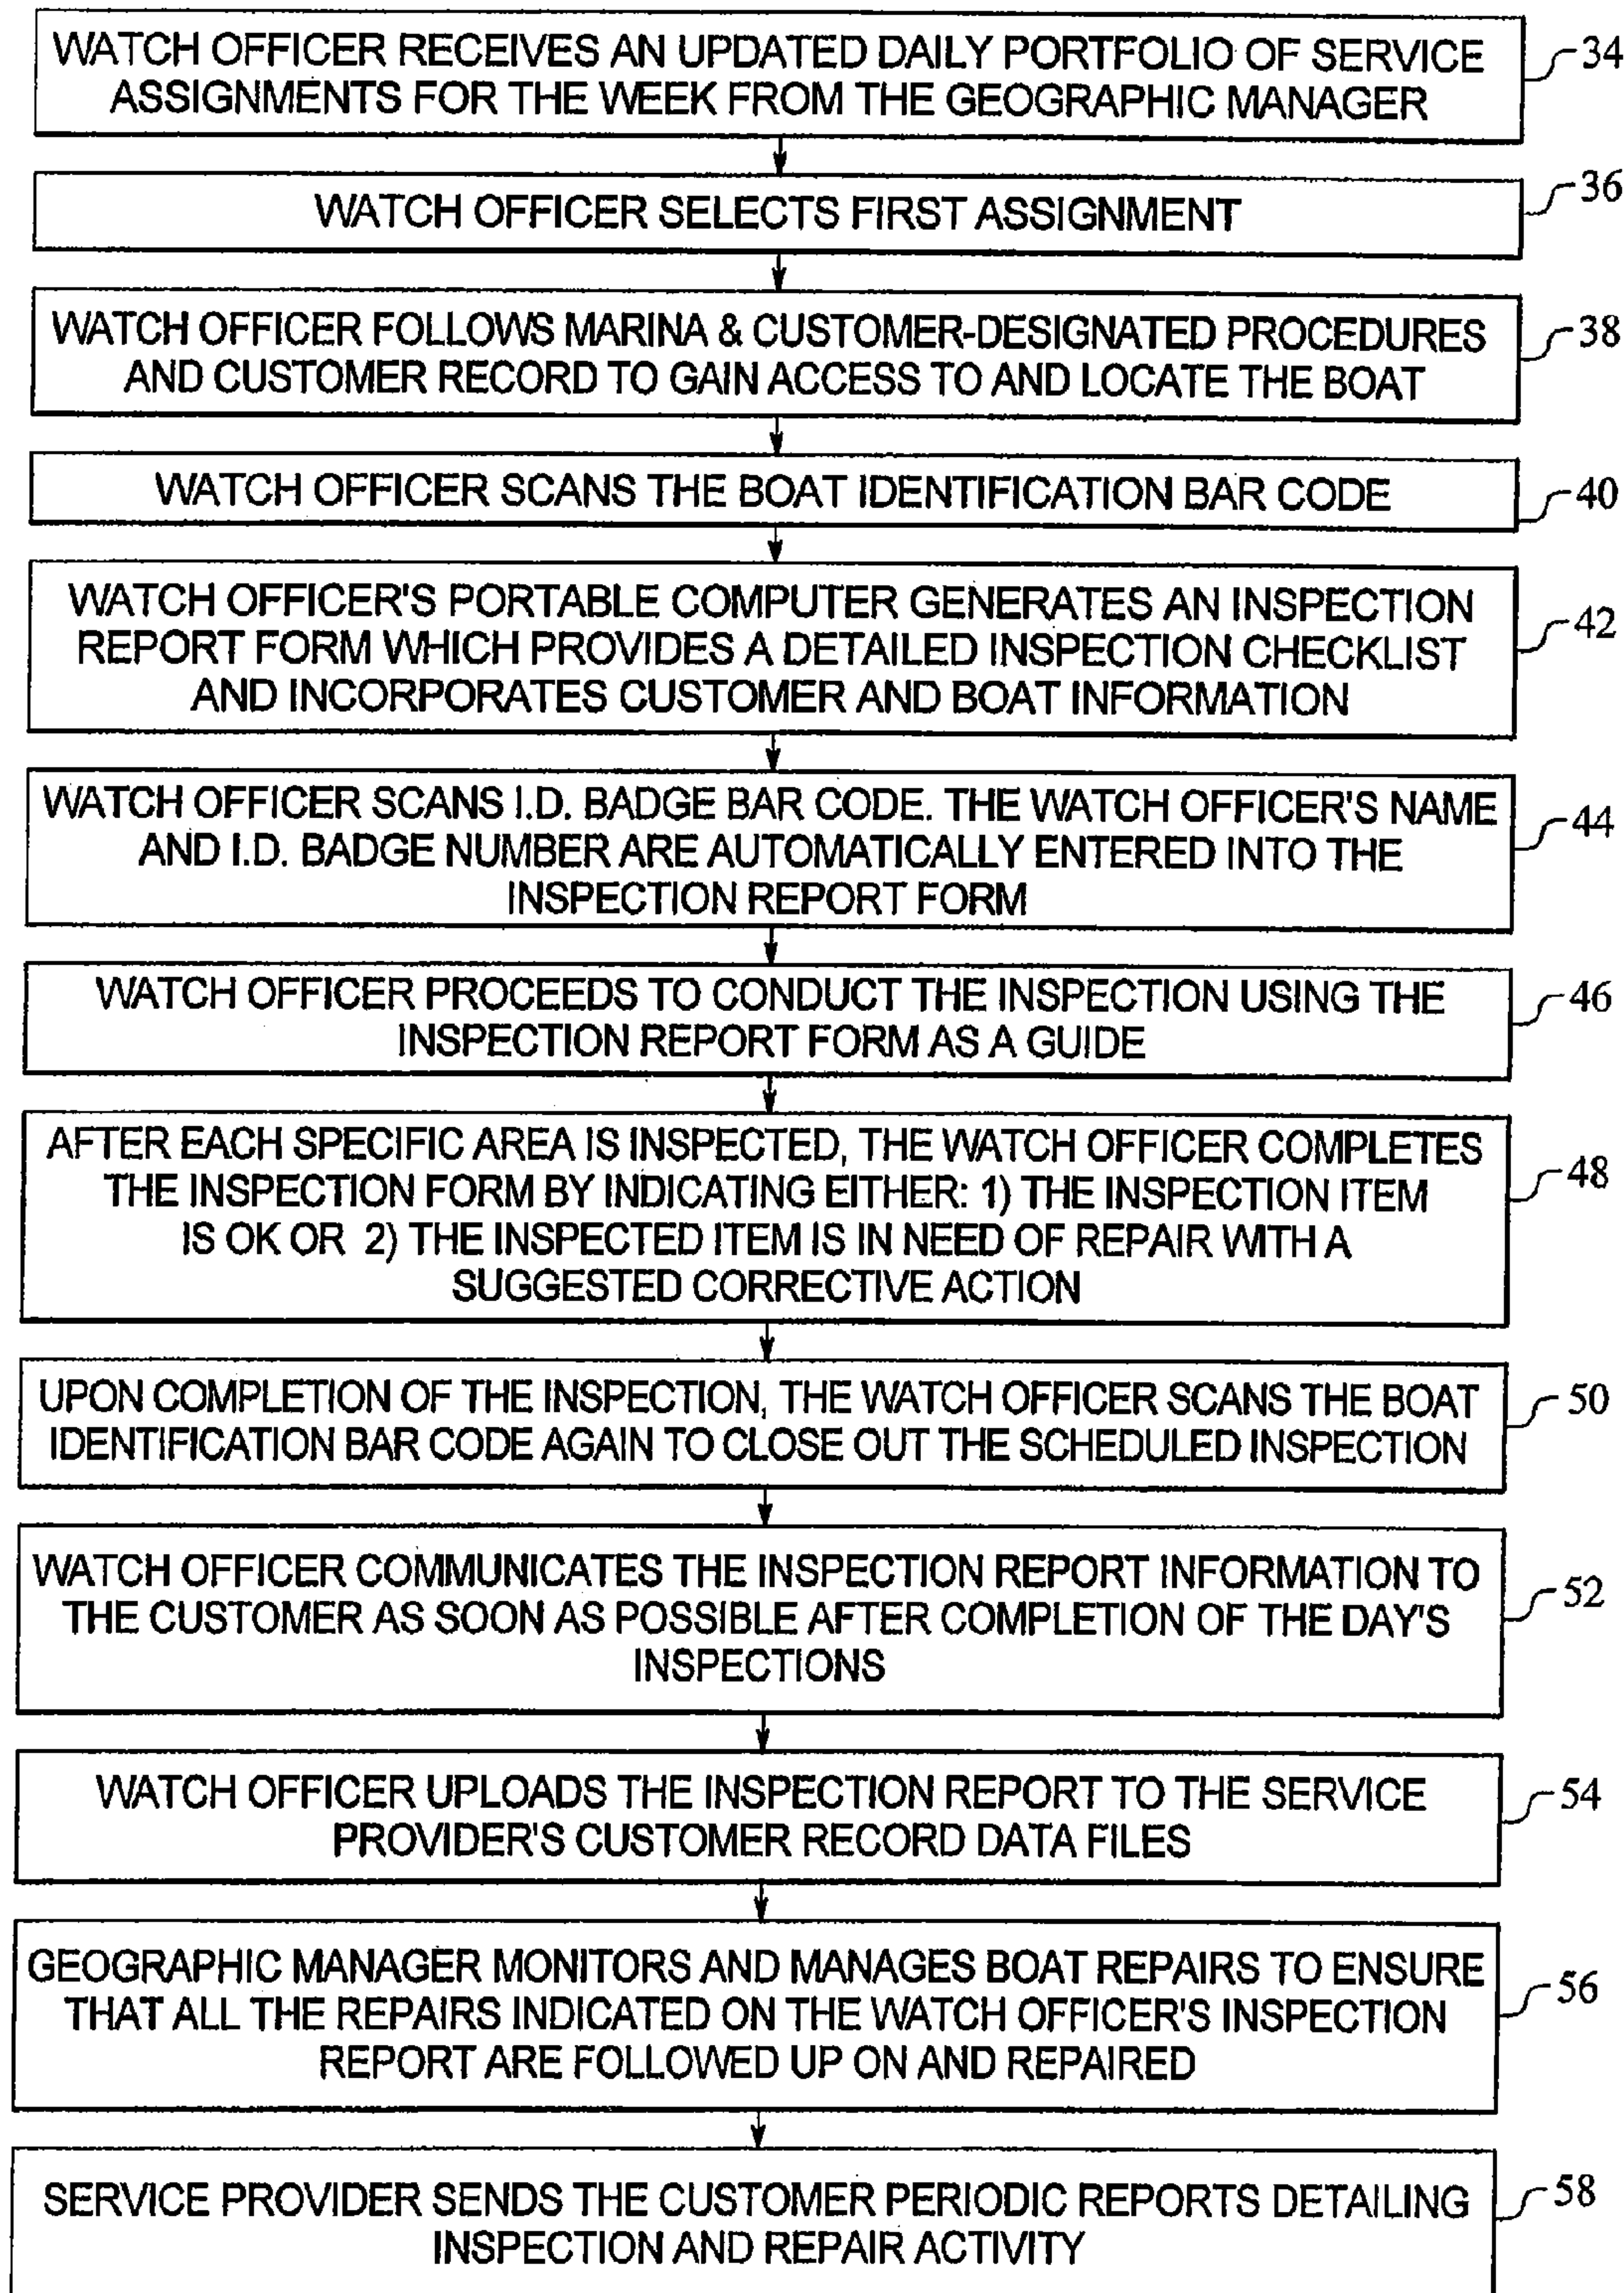 WATCH OFFICER RECEIVES AN UPDATED DAILY PORTFOLIO OF SERVICE
ASSIGNMENTS FOR THE WEEK FROM THE GEOGRAPHIC MANAGER
34
WATCH OFFICER SELECTS FIRST ASSIGNMENT
36
WATCH OFFICER FOLLOWS MARINA & CUSTOMER-DESIGNATED PROCEDURES
AND CUSTOMER RECORD TO GAIN ACCESS TO AND LOCATE THE BOAT
38
WATCH OFFICER SCANS THE BOAT IDENTIFICATION BAR CODE
40
WATCH OFFICER'S PORTABLE COMPUTER GENERATES AN INSPECTION
REPORT FORM WHICH PROVIDES A DETAILED INSPECTION CHECKLIST
AND INCORPORATES CUSTOMER AND BOAT INFORMATION
42
WATCH OFFICER SCANS I.D. BADGE BAR CODE. THE WATCH OFFICER'S NAME
AND I.D. BADGE NUMBER ARE AUTOMATICALLY ENTERED INTO THE
INSPECTION REPORT FORM
44
WATCH OFFICER PROCEEDS TO CONDUCT THE INSPECTION USING THE
INSPECTION REPORT FORM AS A GUIDE
46
AFTER EACH SPECIFIC AREA IS INSPECTED, THE WATCH OFFICER COMPLETES
THE INSPECTION FORM BY INDICATING EITHER: 1) THE INSPECTION ITEM
IS OK OR 2) THE INSPECTED ITEM IS IN NEED OF REPAIR WITH A
SUGGESTED CORRECTIVE ACTION
48
UPON COMPLETION OF THE INSPECTION, THE WATCH OFFICER SCANS THE BOAT
IDENTIFICATION BAR CODE AGAIN TO CLOSE OUT THE SCHEDULED INSPECTION
50
WATCH OFFICER COMMUNICATES THE INSPECTION REPORT INFORMATION TO
THE CUSTOMER AS SOON AS POSSIBLE AFTER COMPLETION OF THE DAY'S
INSPECTIONS
52
WATCH OFFICER UPLOADS THE INSPECTION REPORT TO THE SERVICE
PROVIDER'S CUSTOMER RECORD DATA FILES
54
GEOGRAPHIC MANAGER MONITORS AND MANAGES BOAT REPAIRS TO ENSURE
THAT ALL THE REPAIRS INDICATED ON THE WATCH OFFICER'S INSPECTION
REPORT ARE FOLLOWED UP ON AND REPAIRED
56
SERVICE PROVIDER SENDS THE CUSTOMER PERIODIC REPORTS DETAILING
INSPECTION AND REPAIR ACTIVITY
58